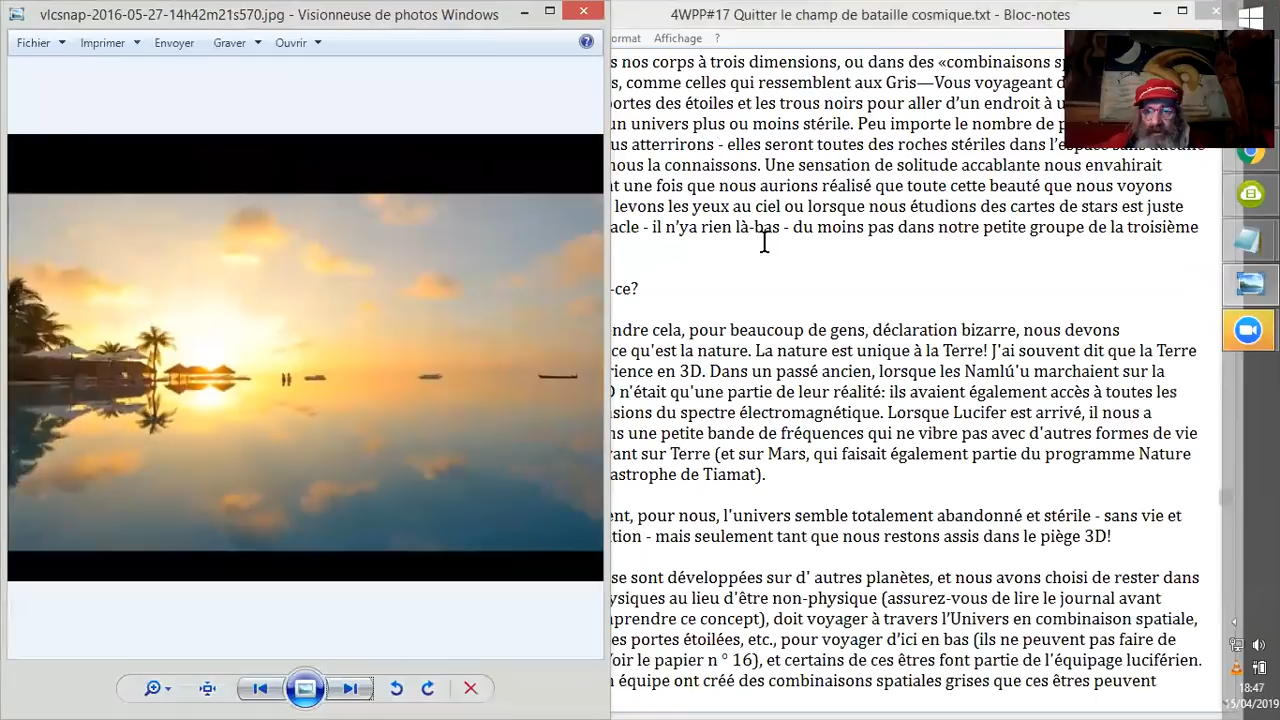 vlcsnap-2016-05-27-14h42m21s570.jpg - Visionneuse de photos Windows
Fichier Imprimer Envoyer Graver Ouvrir
4WPP#17 Quitter le champ de bataille cosmique.txt - Bloc-notes
ormat Affichage ?
s nos corps à trois dimensions, ou dans des «combinaisons
s, comme celles qui ressemblent aux Gris—Vous voyageant
ortes des étoiles et les trous noirs pour aller d’un endroit à
un univers plus ou moins stérile. Peu importe le nombre de
us atterrirons - elles seront toutes des roches stériles dans
nous la connaissons. Une sensation de solitude accablante nous envahirait
t une fois que nous aurions réalisé que toute cette beauté que nous voyons
levons les yeux au ciel ou lorsque nous étudions des cartes de stars est juste
acle - il n’ya rien là-bas - du moins pas dans notre petite groupe de la troisième
-ce?
ndre cela, pour beaucoup de gens, déclaration bizarre, nous devons
ce qu'est la nature. La nature est unique à la Terre! J'ai souvent dit que la Terre
rience en 3D. Dans un passé ancien, lorsque les Namlú'u marchaient sur la
D n'était qu'une partie de leur réalité: ils avaient également accès à toutes les
sions du spectre électromagnétique. Lorsque Lucifer est arrivé, il nous a
ns une petite bande de fréquences qui ne vibre pas avec d'autres formes de vie
vant sur Terre (et sur Mars, qui faisait également partie du programme Nature
astrophe de Tiamat).
ent, pour nous, l'univers semble totalement abandonné et stérile - sans vie et
tion - mais seulement tant que nous restons assis dans le piège 3D!
se sont développées sur d' autres planètes, et nous avons choisi de rester dans
ysiques au lieu d'être non-physique (assurez-vous de lire le journal avant
mprendre ce concept), doit voyager à travers l’Univers en combinaison spatiale,
es portes étoilées, etc., pour voyager d’ici en bas (ils ne peuvent pas faire de
oir le papier n ° 16), et certains de ces êtres font partie de l'équipage luciférien.
n équipe ont créé des combinaisons spatiales grises que ces êtres peuvent
18:47
15/04/2019